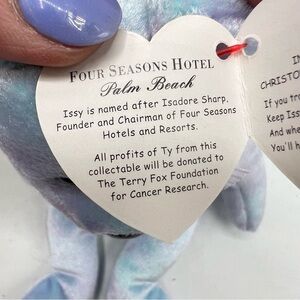 FOUR SEASONS HOTEL
Palm Beach
Issy is named after Isadore Sharp,
Founder and Chairman of Four Seasons
Hotels and Resorts.
All profits of Ty from this
collectable will be donated to
The Terry Fox Foundation
for Cancer Research.
IN
CHRISTO
If you tra
Keep Iss
And whe
You'll h